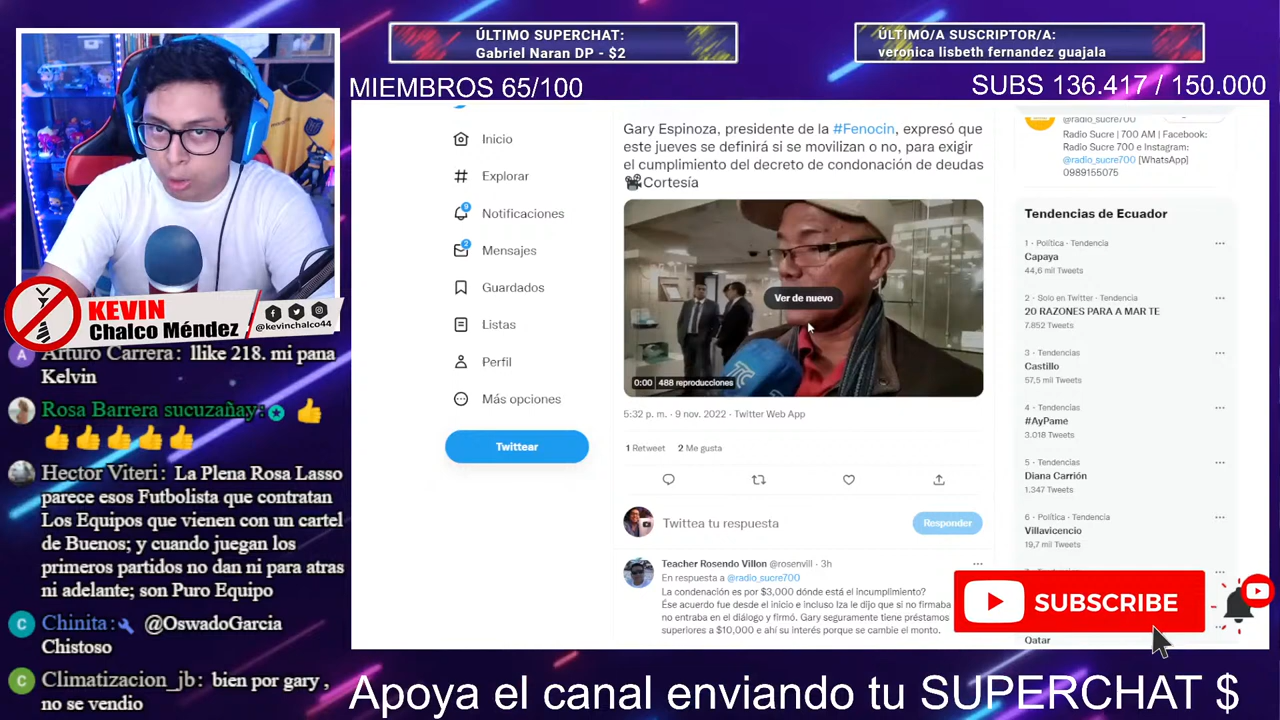 ÚLTIMO SUPERCHAT:
Gabriel Naran DP - $2
ÚLTIMO/A SUSCRIPTOR/A:
veronica lisbeth fernandez guajala
MIEMBROS 65/100
SUBS 136.417 / 150.000
KEVIN
Chalco Méndez
@kevinchalco44
A
Arturo Carrera: llike 218. mi pana
Kelvin
Rosa Barrera sucuzañay: 👍
👍👍👍👍👍
Hector Viteri: La Plena Rosa Lasso
parece esos Futbolista que contratan
Los Equipos que vienen con un cartel
de Buenos; y cuando juegan los
primeros partidos no dan ni para atras
ni adelante; son Puro Equipo
C
Chinita: @OswadoGarcia
Chistoso
C
Climatizacion_jb: bien por gary ,
no se vendio
Inicio
Explorar
9
Notificaciones
2
Mensajes
Guardados
Listas
Perfil
Más opciones
Twittear
Gary Espinoza, presidente de la #Fenocin, expresó que
este jueves se definirá si se movilizan o no, para exigir
el cumplimiento del decreto de condonación de deudas
📽Cortesía
Ver de nuevo
TC
0:00 | 488 reproducciones
5:32 p. m. · 9 nov. 2022 · Twitter Web App
1 Retweet 2 Me gusta
Twittea tu respuesta
Responder
Teacher Rosendo Villon @rosenvill · 3h
En respuesta a @radio_sucre700
La condenación es por $3,000 dónde está el incumplimiento?
Ése acuerdo fue desde el inicio e incluso Iza le dijo que si no firmaba
no entraba en el diálogo y firmó. Gary seguramente tiene préstamos
superiores a $10,000 e ahí su interés porque se cambie el monto.
@radio_sucre700
Radio Sucre | 700 AM | Facebook:
Radio Sucre 700 e Instagram:
@radio_sucre700 [WhatsApp]
0989155075
Tendencias de Ecuador
1 · Política · Tendencia
Capaya
44,6 mil Tweets
2 · Solo en Twitter · Tendencia
20 RAZONES PARA A MAR TE
7.852 Tweets
3 · Tendencias
Castillo
57,5 mil Tweets
4 · Tendencias
#AyPame
3.018 Tweets
5 · Tendencias
Diana Carrión
1.347 Tweets
6 · Política · Tendencia
Villavicencio
19,7 mil Tweets
SUBSCRIBE
Qatar
Apoya el canal enviando tu SUPERCHAT $